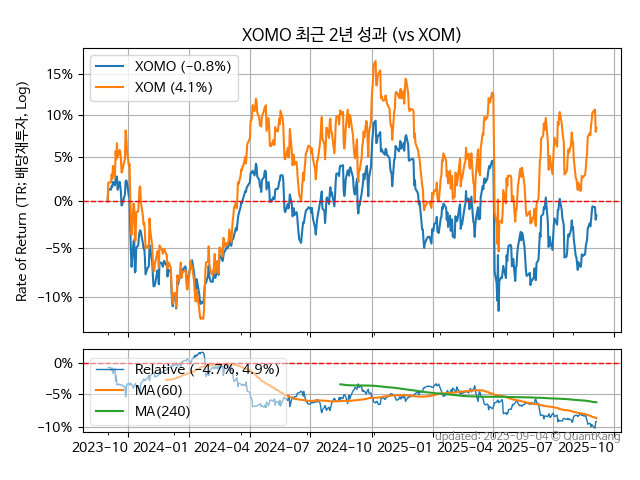 XOMO 최근 2년 성과 (vs XOM)
Rate of Return (TR: 배당재투자, Log)
XOMO (−0.8%)
XOM (4.1%)
15%
10%
5%
0%
−5%
−10%
Relative (−4.7%, 4.9%)
MA(60)
MA(240)
0%
−5%
−10%
updated: 2025-09-04 © QuantKang
2023-10 2024-01 2024-04 2024-07 2024-10 2025-01 2025-04 2025-07 2025-10